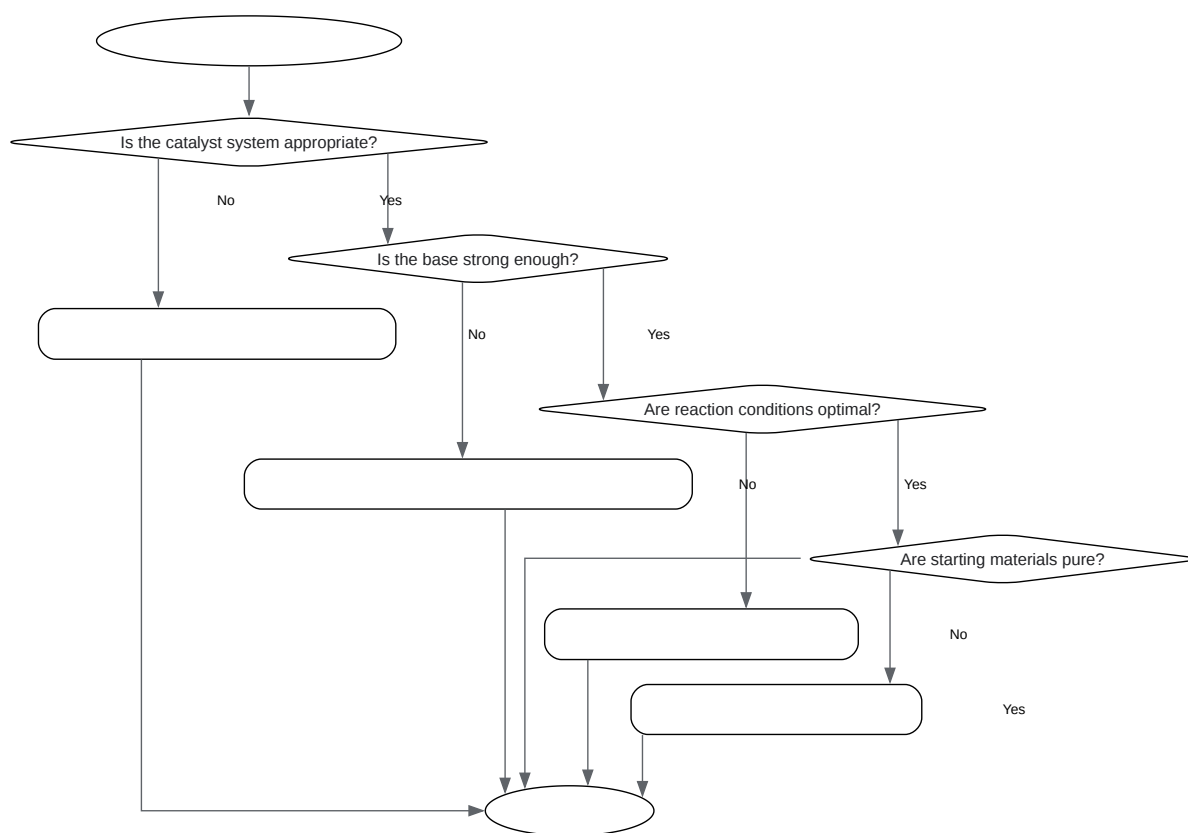 Is the catalyst system appropriate?
No
Yes
Is the base strong enough?
No
Yes
Are reaction conditions optimal?
No
Yes
Are starting materials pure?
No
Yes